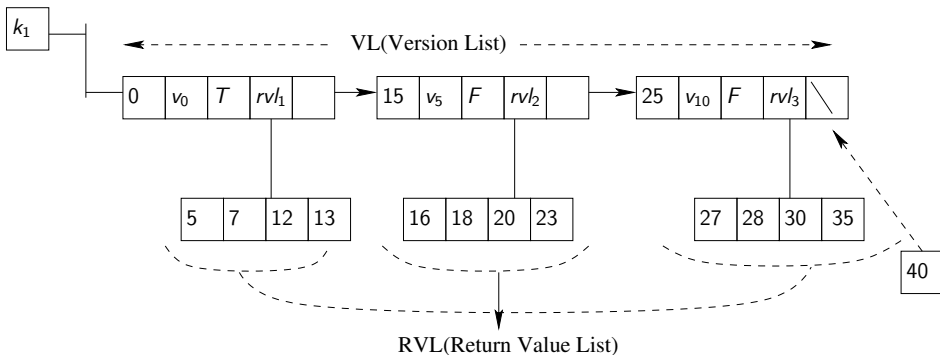 k₁
VL(Version List)
0 v₀ T rvl₁
15 v₅ F rvl₂
25 v₁₀ F rvl₃
5 7 12 13
16 18 20 23
27 28 30 35
40
RVL(Return Value List)